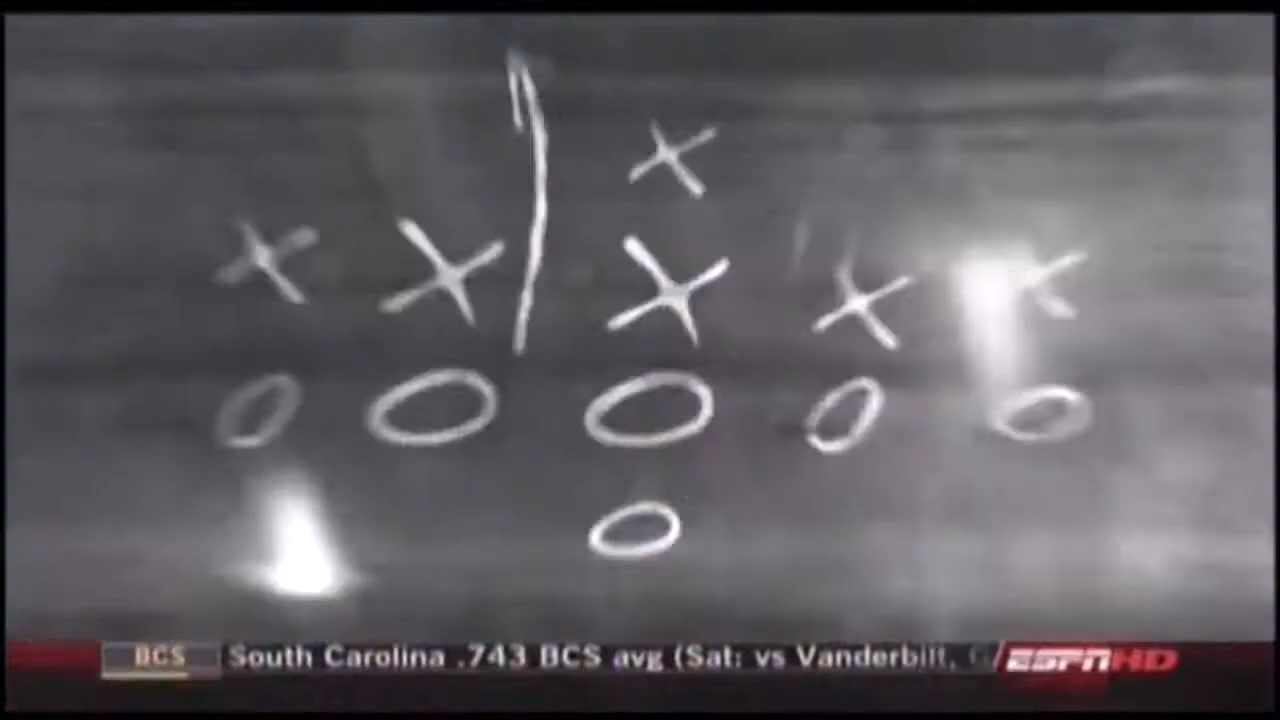 X
X X X X X
O O O O O
O
BCS South Carolina .743 BCS avg (Sat: vs Vanderbilt, ESPN HD